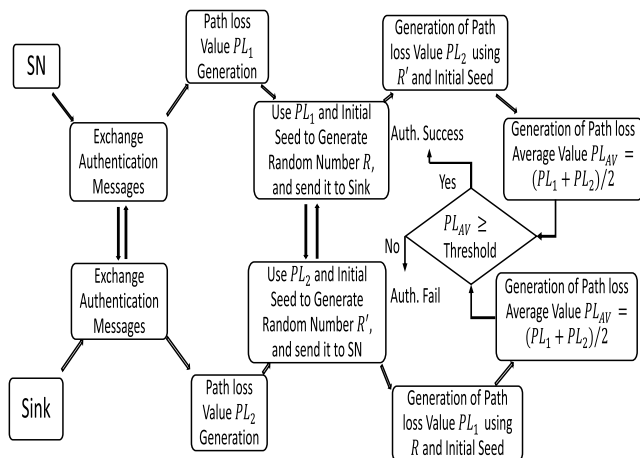 SN
Exchange
Authentication
Messages
Path loss
Value PL₁
Generation
Use PL₁ and Initial
Seed to Generate
Random Number R,
and send it to Sink
Generation of Path
loss Value PL₂ using
R′ and Initial Seed
Generation of Path loss
Average Value PL_AV =
(PL₁ + PL₂)/2
Auth. Success
Yes
PL_AV ≥
Threshold
No
Auth. Fail
Sink
Exchange
Authentication
Messages
Path loss
Value PL₂
Generation
Use PL₂ and Initial
Seed to Generate
Random Number R′,
and send it to SN
Generation of Path
loss Value PL₁ using
R and Initial Seed
Generation of Path loss
Average Value PL_AV =
(PL₁ + PL₂)/2